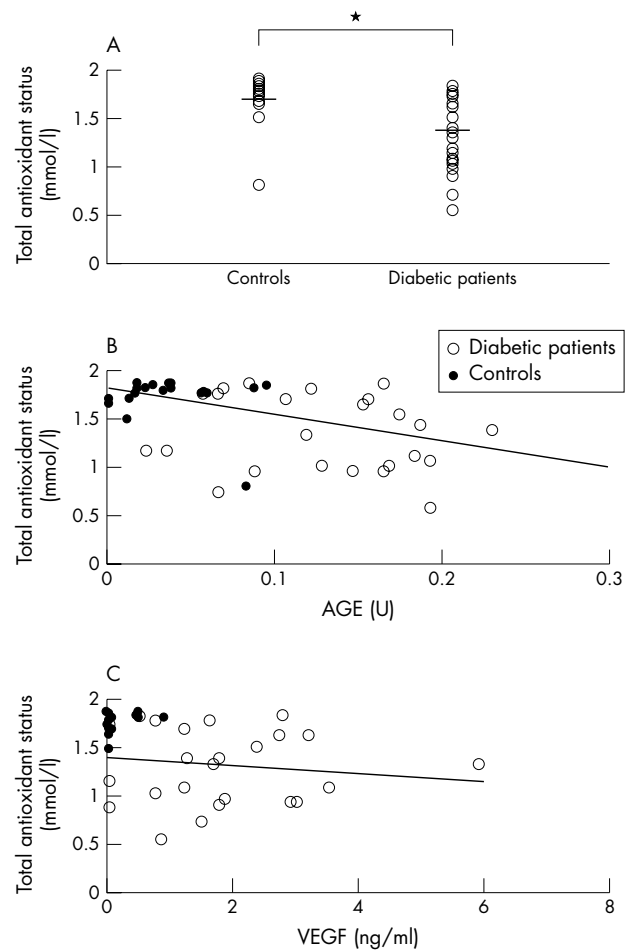 ★
A
Total antioxidant status
(mmol/l)
2
1.5
1
0.5
0
Controls
Diabetic patients
B
Diabetic patients
Controls
Total antioxidant status
(mmol/l)
2
1.5
1
0.5
0
0
0.1
0.2
0.3
AGE (U)
C
Total antioxidant status
(mmol/l)
2
1.5
1
0.5
0
0
2
4
6
8
VEGF (ng/ml)